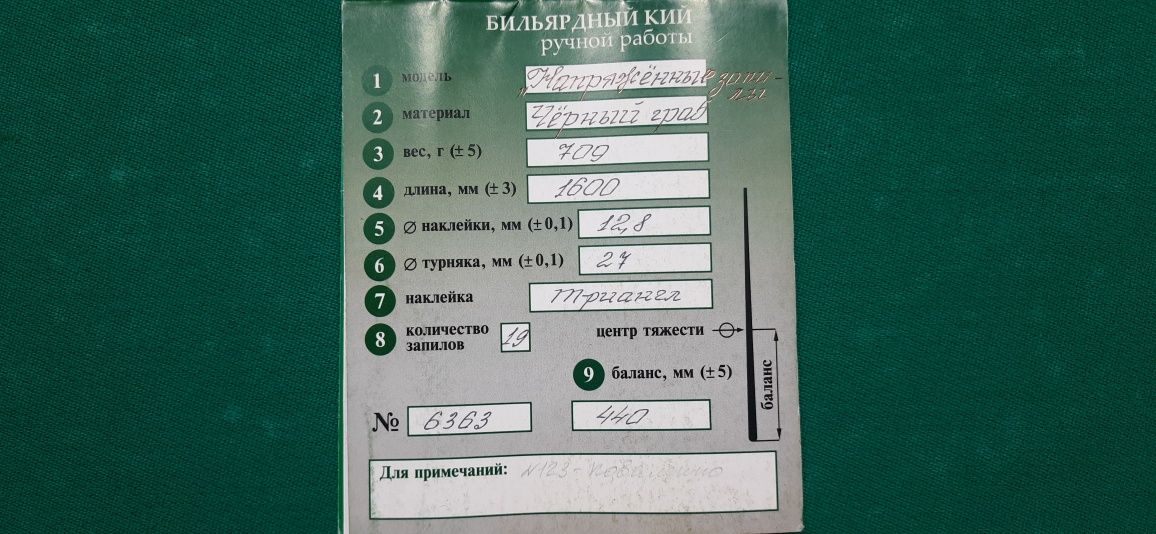 БИЛЬЯРДНЫЙ КИЙ
ручной работы
1 модель „Напряжённые запи-
лы
2 материал Чёрный граб
3 вес, г (± 5) 709
4 длина, мм (± 3) 1600
5 ∅ наклейки, мм (± 0,1) 12,8
6 ∅ турняка, мм (± 0,1) 27
7 наклейка Триангл
8 количество запилов 19
центр тяжести
9 баланс, мм (± 5)
баланс
№ 6363 440
Для примечаний: №123 -